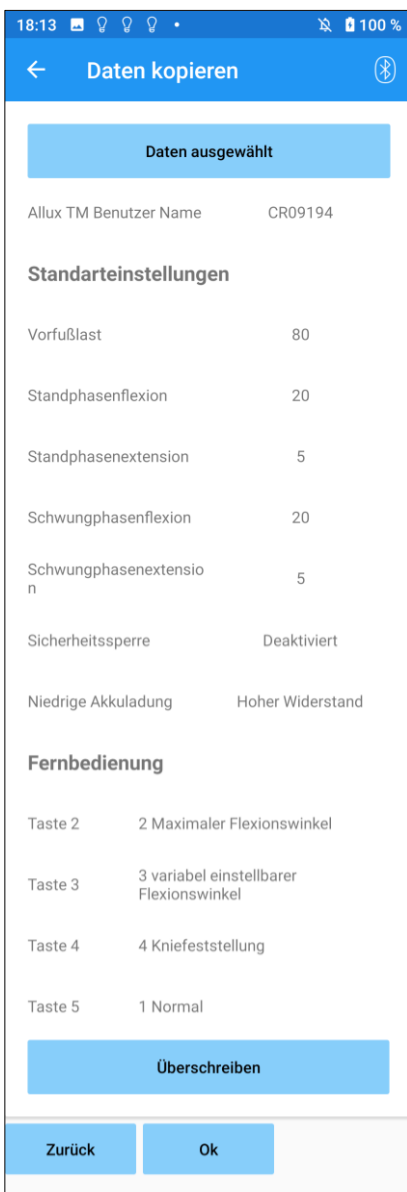 18:13 100 %
Daten kopieren
Daten ausgewählt
Allux TM Benutzer Name CR09194
Standarteinstellungen
Vorfußlast 80
Standphasenflexion 20
Standphasenextension 5
Schwungphasenflexion 20
Schwungphasenextensio
n 5
Sicherheitssperre Deaktiviert
Niedrige Akkuladung Hoher Widerstand
Fernbedienung
Taste 2 2 Maximaler Flexionswinkel
Taste 3 3 variabel einstellbarer
Flexionswinkel
Taste 4 4 Kniefeststellung
Taste 5 1 Normal
Überschreiben
Zurück Ok